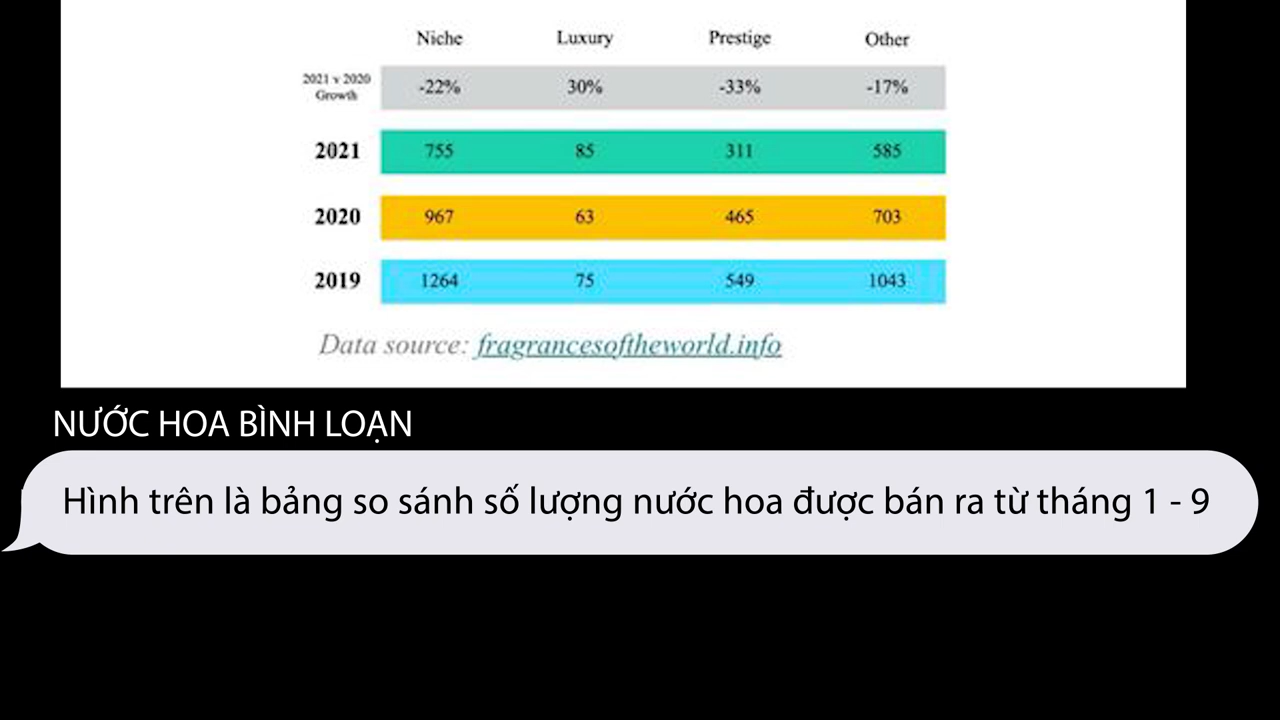 Niche Luxury Prestige Other
2021 v 2020
Growth
-22% 30% -33% -17%
2021 755 85 311 585
2020 967 63 465 703
2019 1264 75 549 1043
Data source: fragrancesoftheworld.info
NƯỚC HOA BÌNH LOẠN
Hình trên là bảng so sánh số lượng nước hoa được bán ra từ tháng 1 - 9